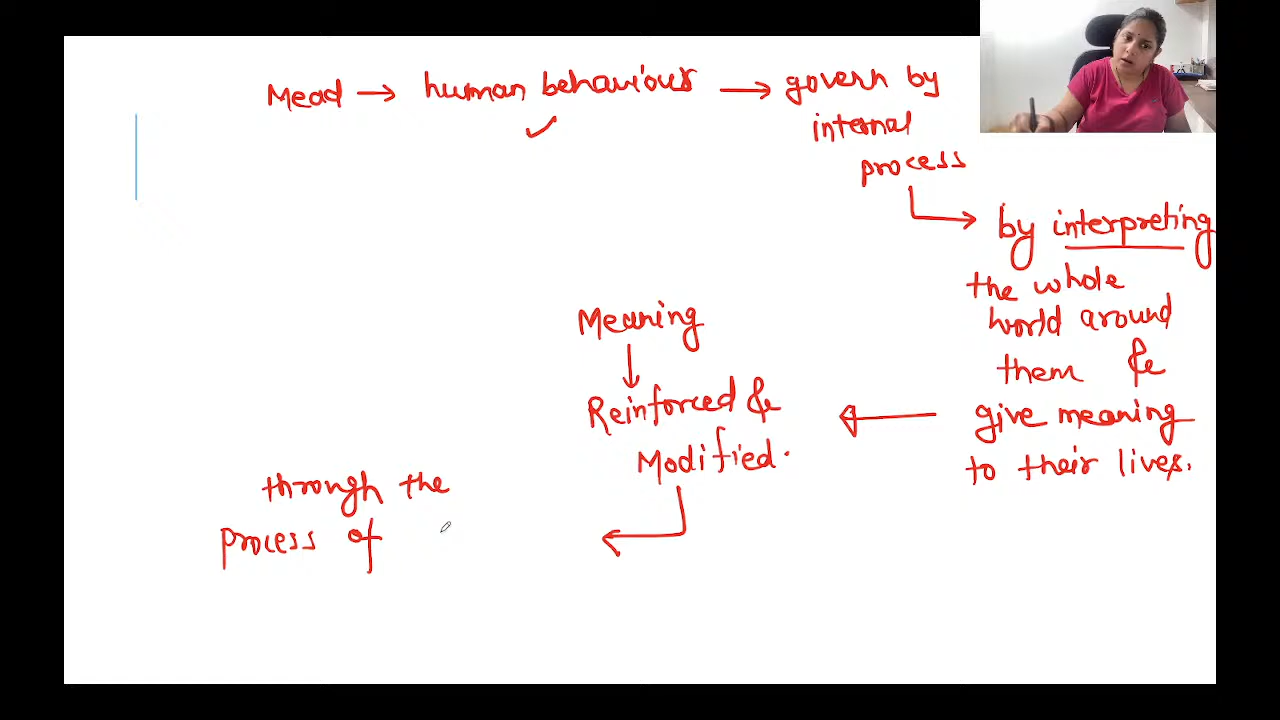 Mead → human behaviour → govern by
internal
process
by interpreting
the whole
world around
them &
give meaning
to their lives.
Meaning
Reinforced &
Modified.
through the
process of